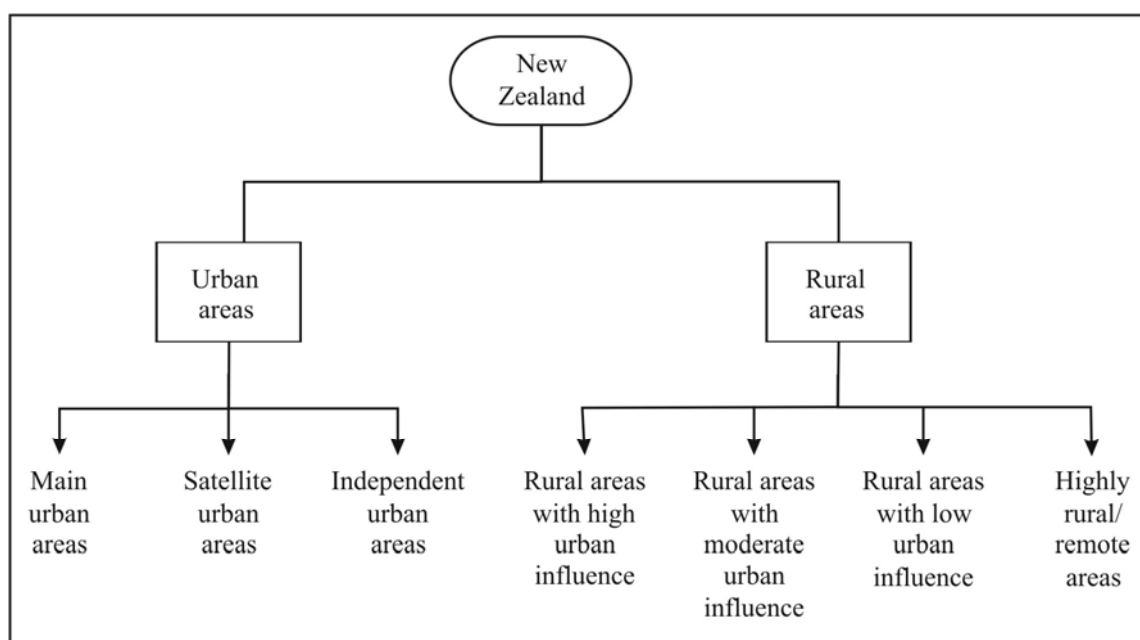 New
Zealand
Urban
areas
Rural
areas
Main
urban
areas
Satellite
urban
areas
Independent
urban
areas
Rural areas
with high
urban
influence
Rural areas
with
moderate
urban
influence
Rural areas
with low
urban
influence
Highly
rural/
remote
areas